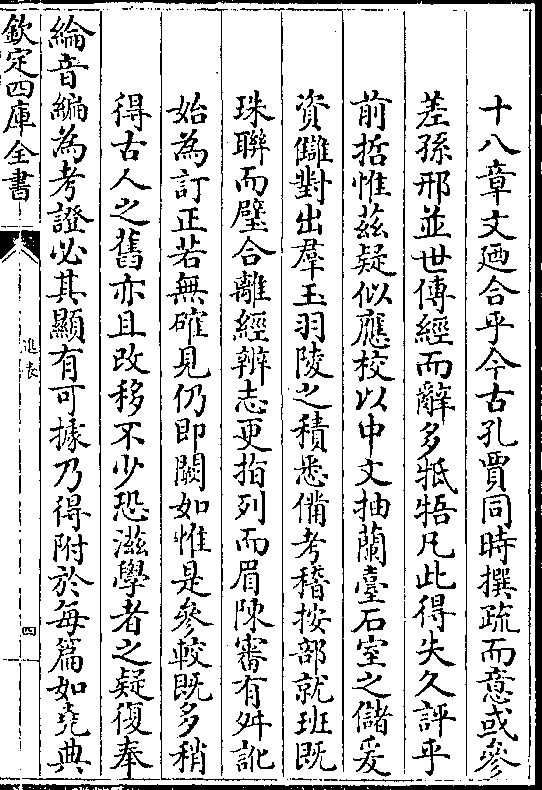 十八章文廼合乎今古孔賈同時撰疏而意或參
差孫邢並世傳經而辭多牴牾凡此得失久評乎
前哲惟茲疑似應校以中文抽蘭臺石室之儲爰
資讎對出羣玉羽陵之積悉備考稽按部就班既
珠聯而璧合離經辨志更指列而眉陳審有舛訛
始為訂正若無確見仍即闕如惟是參較既多稍
得古人之舊亦且改移不少恐滋學者之疑復奉
綸音編為考證必其顯有可據乃得附於每篇如堯典
欽定四庫全書
進表
四